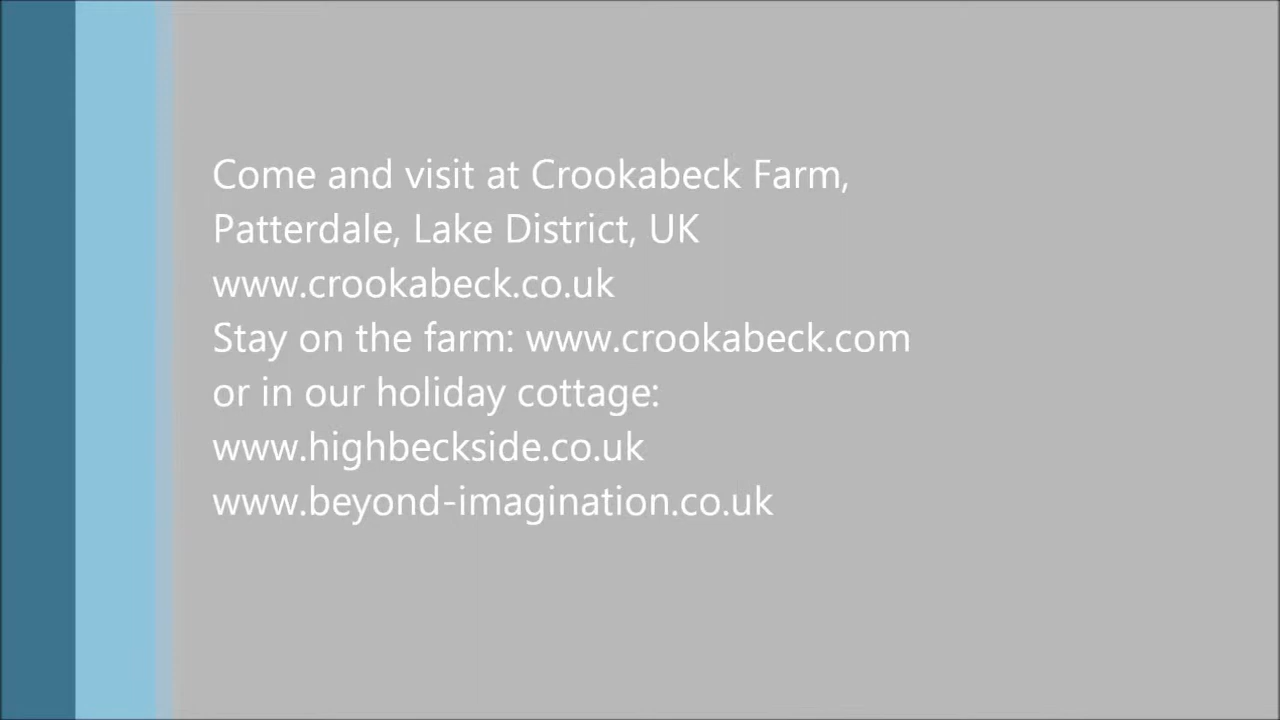 Come and visit at Crookabeck Farm,
Patterdale, Lake District, UK
www.crookabeck.co.uk
Stay on the farm: www.crookabeck.com
or in our holiday cottage:
www.highbeckside.co.uk
www.beyond-imagination.co.uk